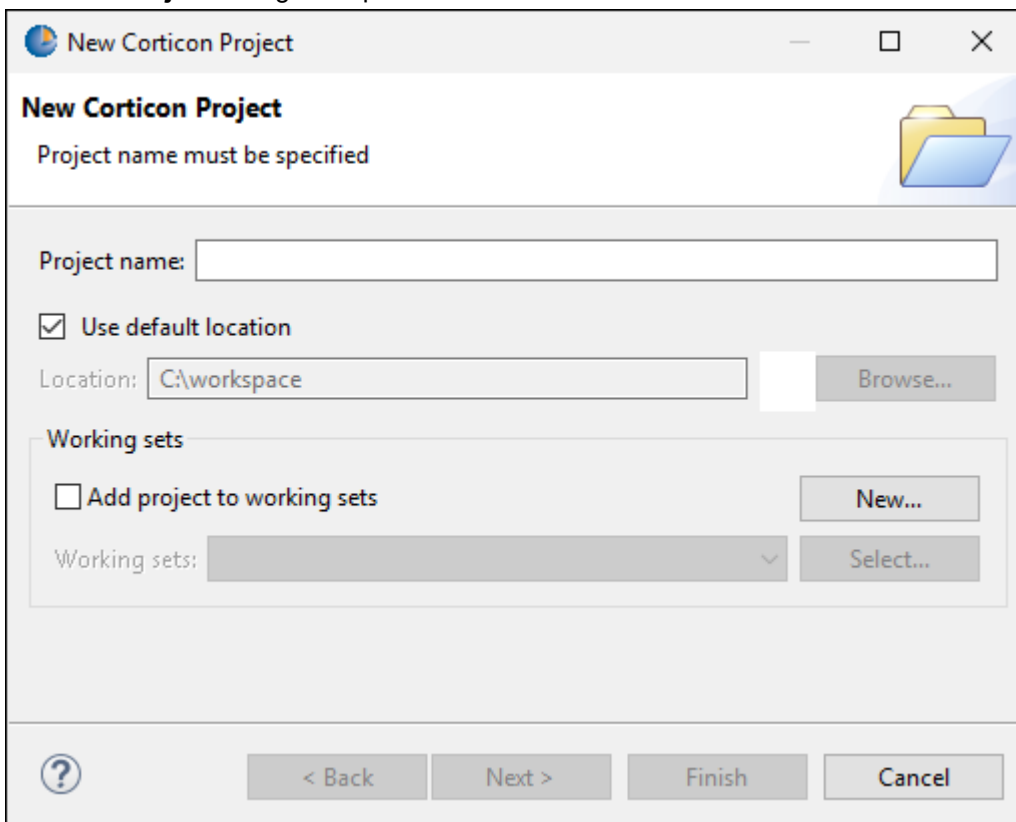 New Corticon Project
New Corticon Project
Project name must be specified
Project name:
Use default location
Location: C:\workspace Browse...
Working sets
Add project to working sets New...
Working sets: Select...
? < Back Next > Finish Cancel